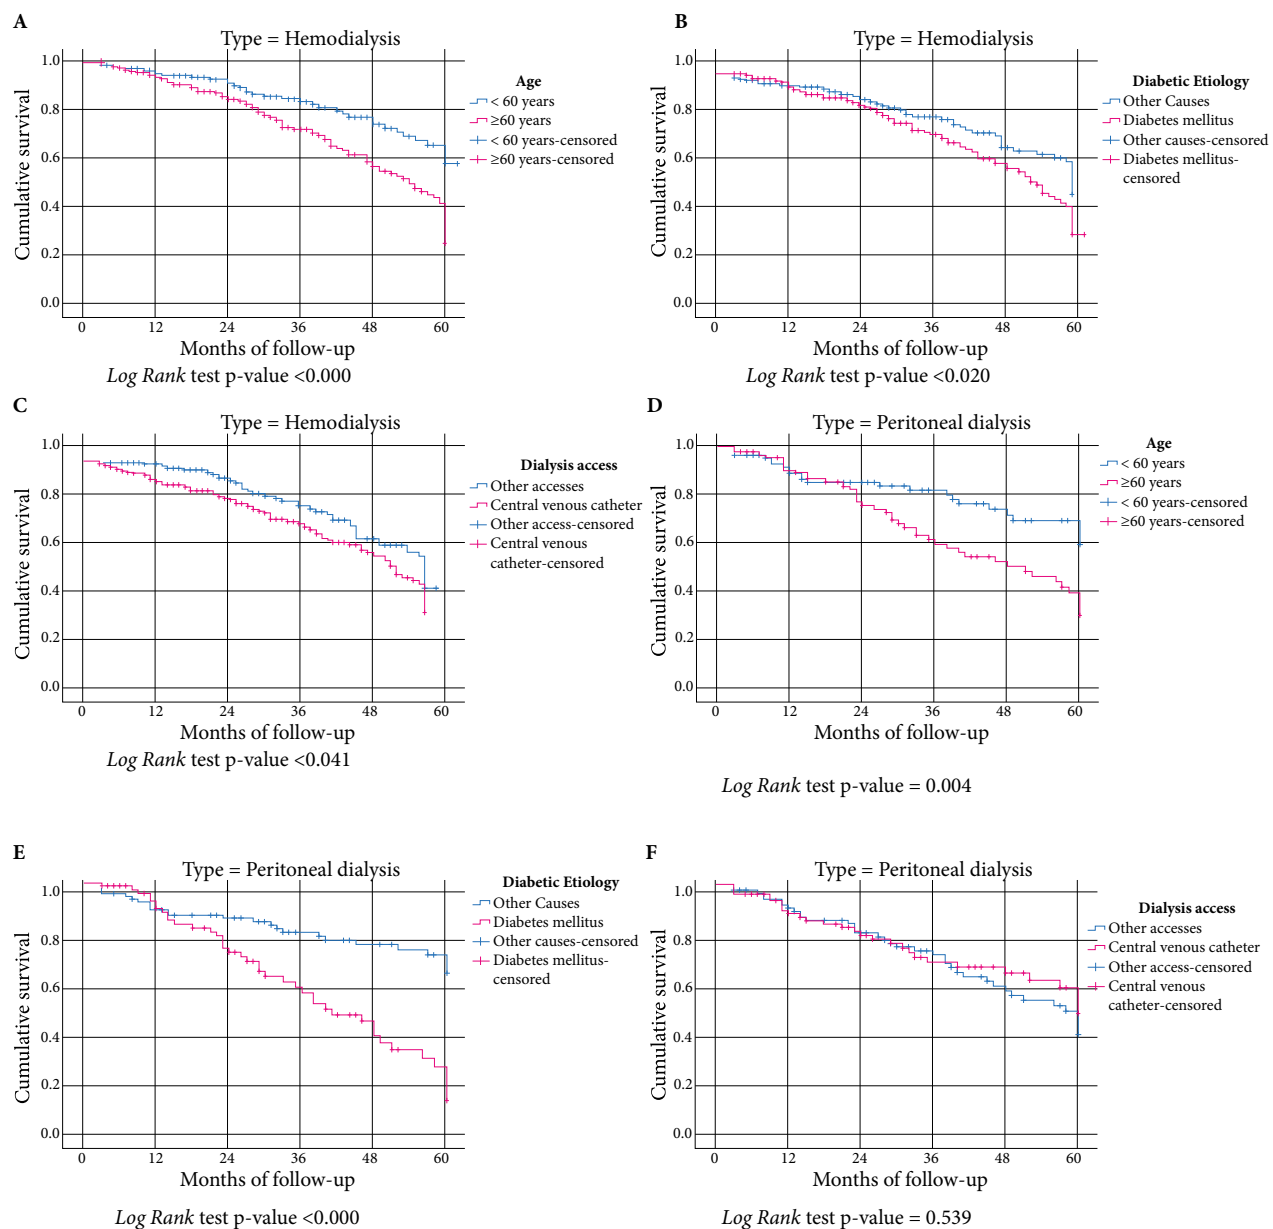 A
Type = Hemodialysis
Cumulative survival
1.0
0.8
0.6
0.4
0.2
0.0
0 12 24 36 48 60
Months of follow-up
Log Rank test p-value <0.000
Age
< 60 years
≥60 years
< 60 years-censored
≥60 years-censored
B
Type = Hemodialysis
Cumulative survival
1.0
0.8
0.6
0.4
0.2
0.0
0 12 24 36 48 60
Months of follow-up
Log Rank test p-value <0.020
Diabetic Etiology
Other Causes
Diabetes mellitus
Other causes-censored
Diabetes mellitus-
censored
C
Type = Hemodialysis
Cumulative survival
1.0
0.8
0.6
0.4
0.2
0.0
0 12 24 36 48 60
Months of follow-up
Log Rank test p-value <0.041
Dialysis access
Other accesses
Central venous catheter
Other access-censored
Central venous
catheter-censored
D
Type = Peritoneal dialysis
Cumulative survival
1.0
0.8
0.6
0.4
0.2
0.0
0 12 24 36 48 60
Months of follow-up
Log Rank test p-value = 0.004
Age
< 60 years
≥60 years
< 60 years-censored
≥60 years-censored
E
Type = Peritoneal dialysis
Cumulative survival
1.0
0.8
0.6
0.4
0.2
0.0
0 12 24 36 48 60
Months of follow-up
Log Rank test p-value <0.000
Diabetic Etiology
Other Causes
Diabetes mellitus
Other causes-censored
Diabetes mellitus-
censored
F
Type = Peritoneal dialysis
Cumulative survival
1.0
0.8
0.6
0.4
0.2
0.0
0 12 24 36 48 60
Months of follow-up
Log Rank test p-value = 0.539
Dialysis access
Other accesses
Central venous catheter
Other access-censored
Central venous
catheter-censored